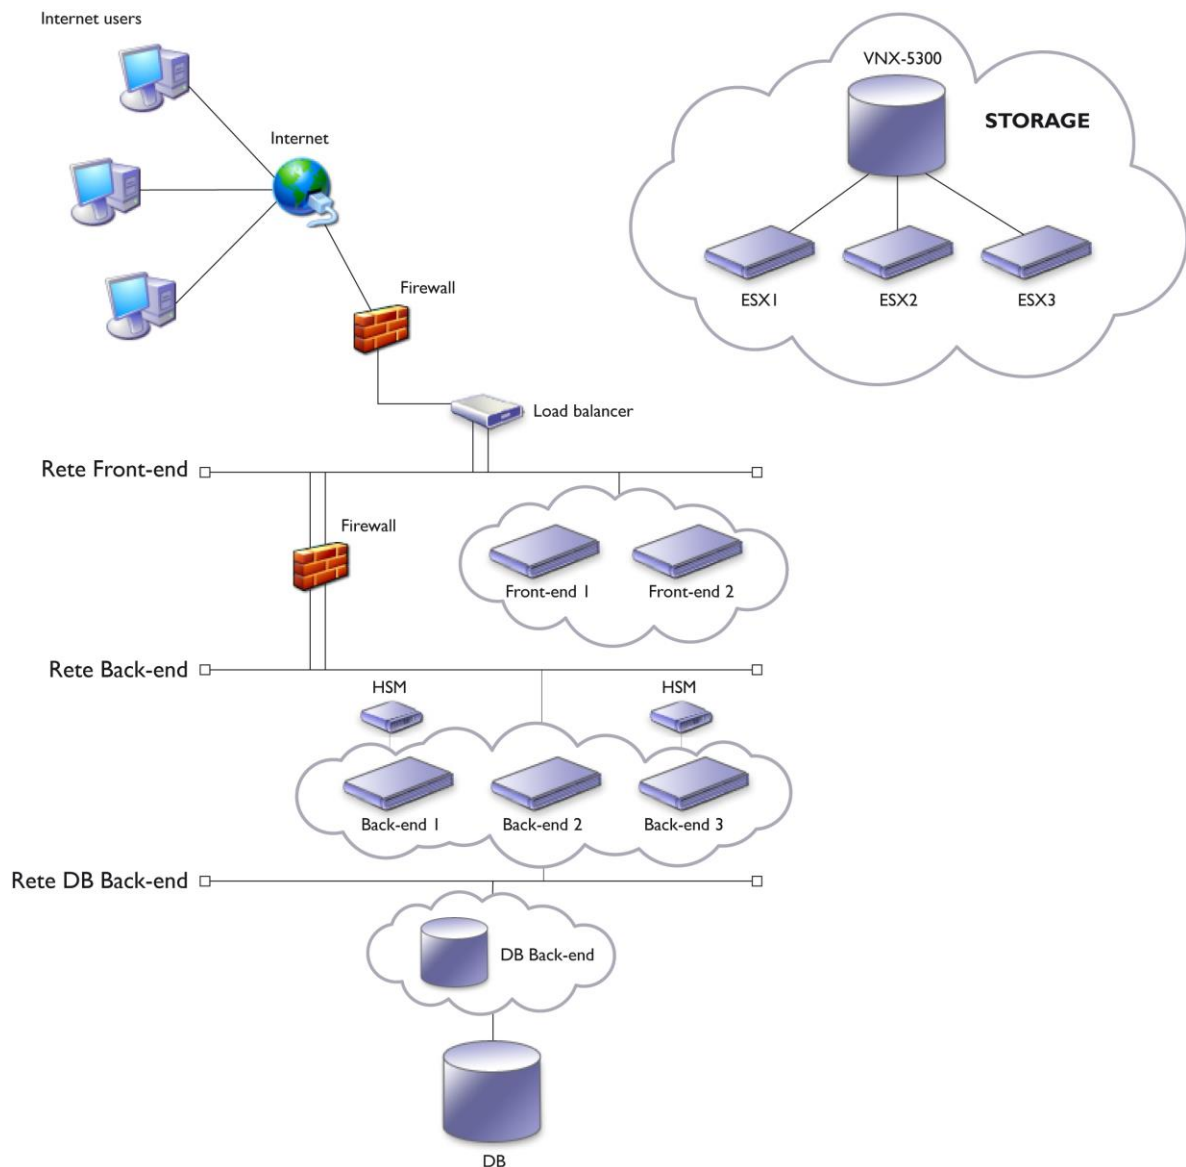 Internet users
VNX-5300
STORAGE
Internet
ESX1
ESX2
ESX3
Firewall
Load balancer
Rete Front-end
Firewall
Front-end 1
Front-end 2
Rete Back-end
HSM
HSM
Back-end 1
Back-end 2
Back-end 3
Rete DB Back-end
DB Back-end
DB